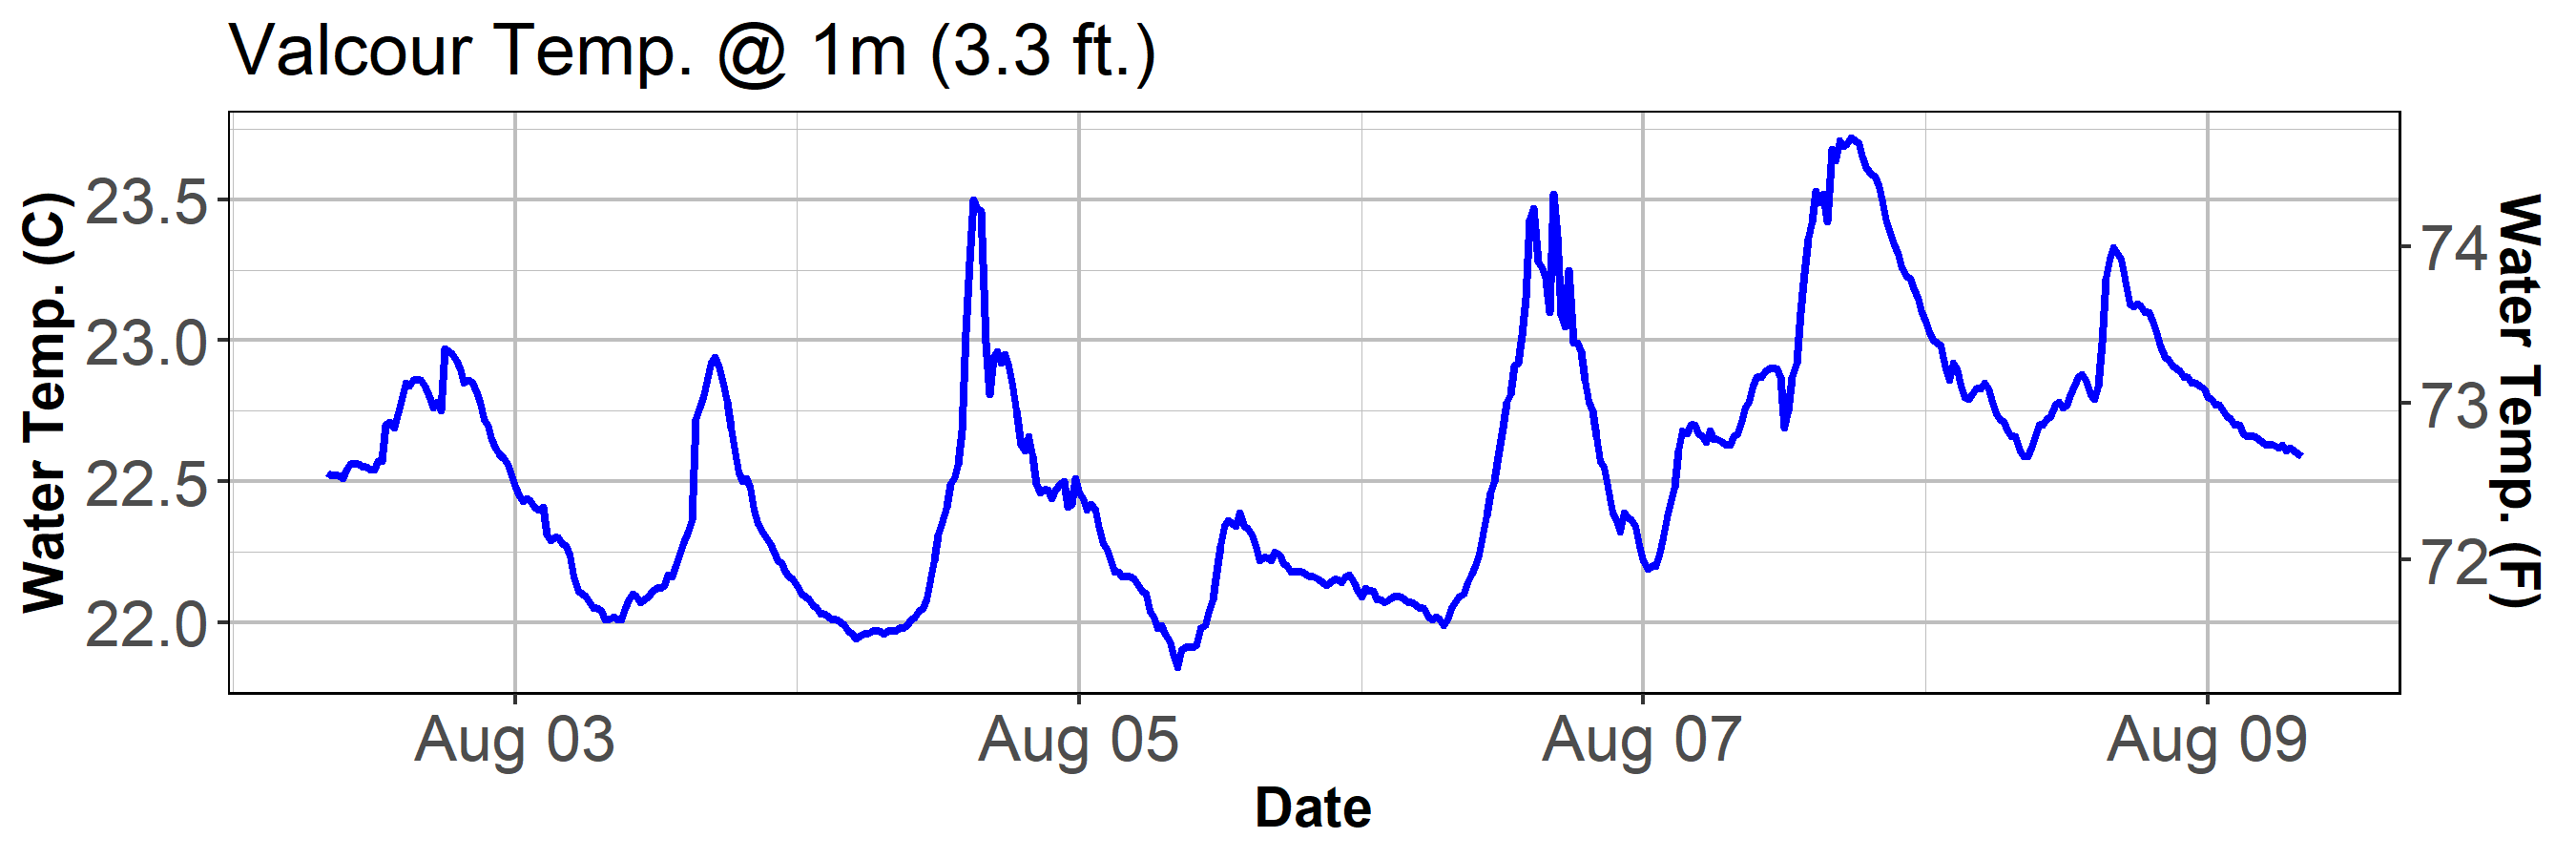 Valcour Temp. @ 1m (3.3 ft.)
Water Temp. (C)
23.5
23.0
22.5
22.0
74
73
72
Water Temp. (F)
Aug 03
Aug 05
Aug 07
Aug 09
Date